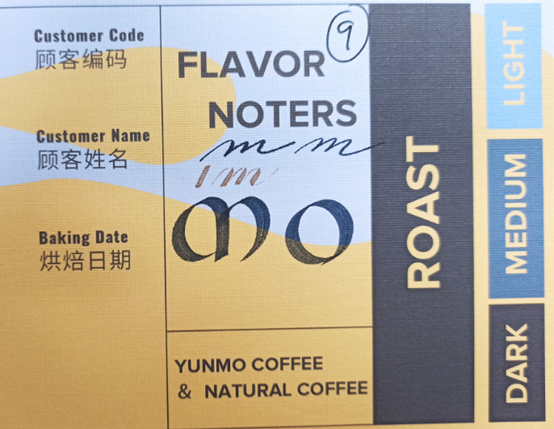 Customer Code
顾客编码
Customer Name
顾客姓名
Baking Date
烘焙日期
9
FLAVOR
NOTERS
m m
1m
mo
YUNMO COFFEE
& NATURAL COFFEE
ROAST
LIGHT
MEDIUM
DARK